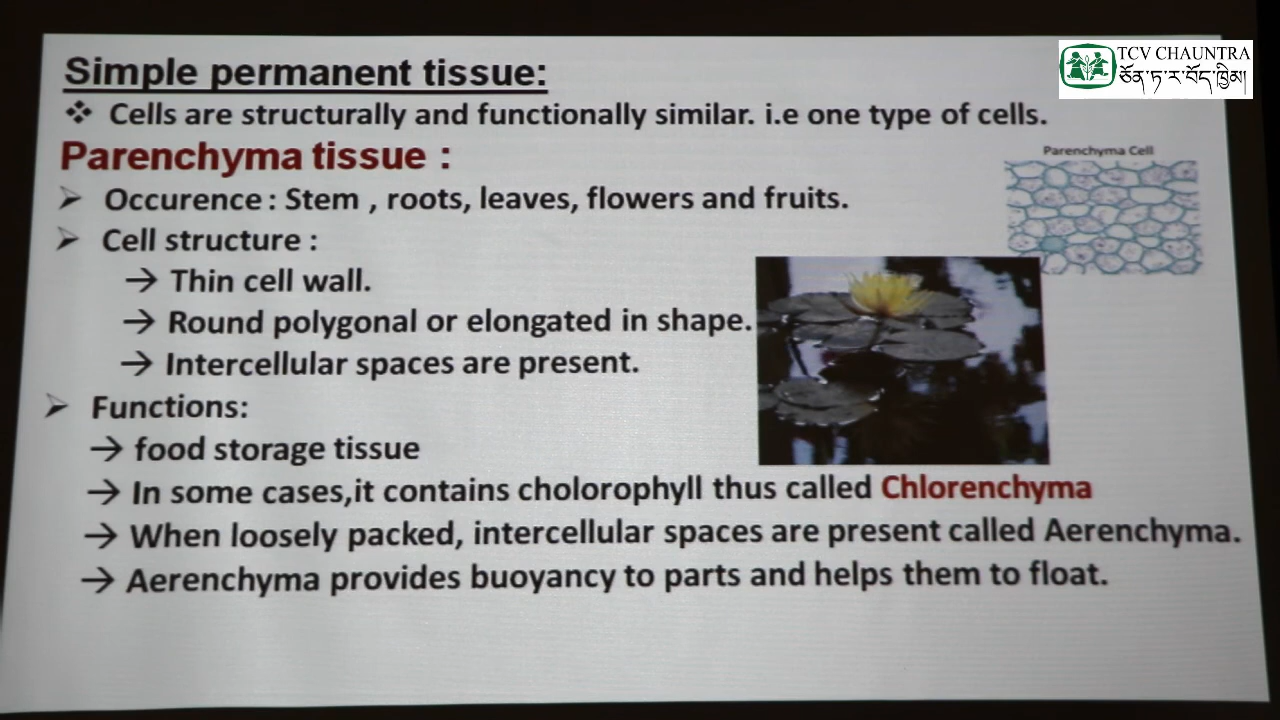 TCV CHAUNTRA
ཅོན་ཏ་ར་བོད་ཁྱིམ།
Simple permanent tissue:
❖ Cells are structurally and functionally similar. i.e one type of cells.
Parenchyma tissue :
Parenchyma Cell
➢ Occurence : Stem , roots, leaves, flowers and fruits.
➢ Cell structure :
→ Thin cell wall.
→ Round polygonal or elongated in shape.
→ Intercellular spaces are present.
➢ Functions:
→ food storage tissue
→ In some cases,it contains cholorophyll thus called Chlorenchyma
→ When loosely packed, intercellular spaces are present called Aerenchyma.
→ Aerenchyma provides buoyancy to parts and helps them to float.